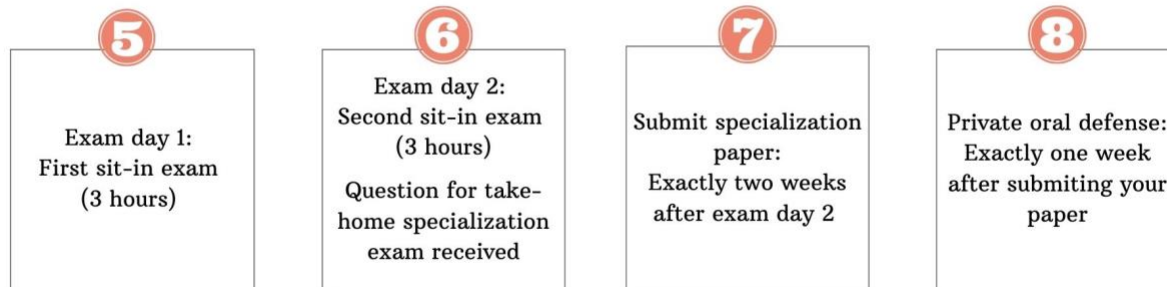 5
Exam day 1:
First sit-in exam
(3 hours)
6
Exam day 2:
Second sit-in exam
(3 hours)
Question for take-
home specialization
exam received
7
Submit specialization
paper:
Exactly two weeks
after exam day 2
8
Private oral defense:
Exactly one week
after submiting your
paper